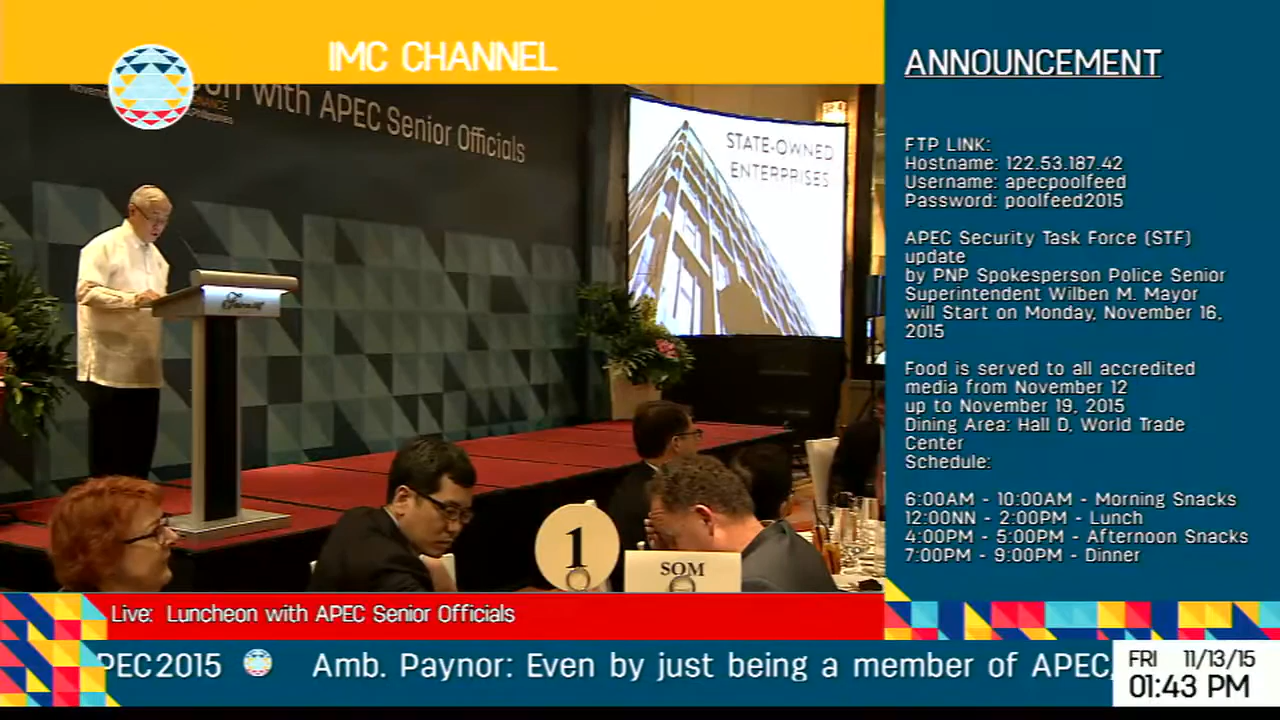 IMC CHANNEL
with APEC Senior Officials
STATE-OWNED
ENTERPRISES
Fairmont
1
SOM
Live: Luncheon with APEC Senior Officials
PEC2015 Amb. Paynor: Even by just being a member of APEC,
ANNOUNCEMENT
FTP LINK:
Hostname: 122.53.187.42
Username: apecpoolfeed
Password: poolfeed2015
APEC Security Task Force (STF)
update
by PNP Spokesperson Police Senior
Superintendent Wilben M. Mayor
will Start on Monday, November 16,
2015
Food is served to all accredited
media from November 12
up to November 19, 2015
Dining Area: Hall D, World Trade
Center
Schedule:
6:00AM - 10:00AM - Morning Snacks
12:00NN - 2:00PM - Lunch
4:00PM - 5:00PM - Afternoon Snacks
7:00PM - 9:00PM - Dinner
FRI 11/13/15
01:43 PM